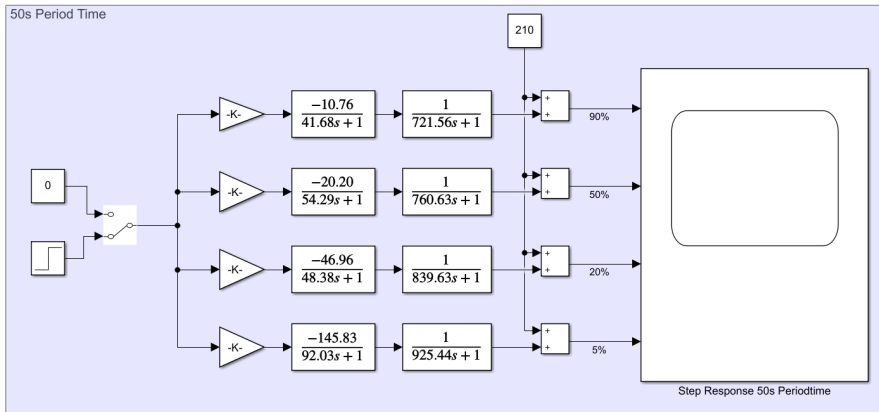 50s Period Time
210
-K-
−10.76
41.68s + 1
1
721.56s + 1
+
+
90%
-K-
−20.20
54.29s + 1
1
760.63s + 1
+
+
50%
0
-K-
−46.96
48.38s + 1
1
839.63s + 1
+
+
20%
-K-
−145.83
92.03s + 1
1
925.44s + 1
+
+
5%
Step Response 50s Periodtime